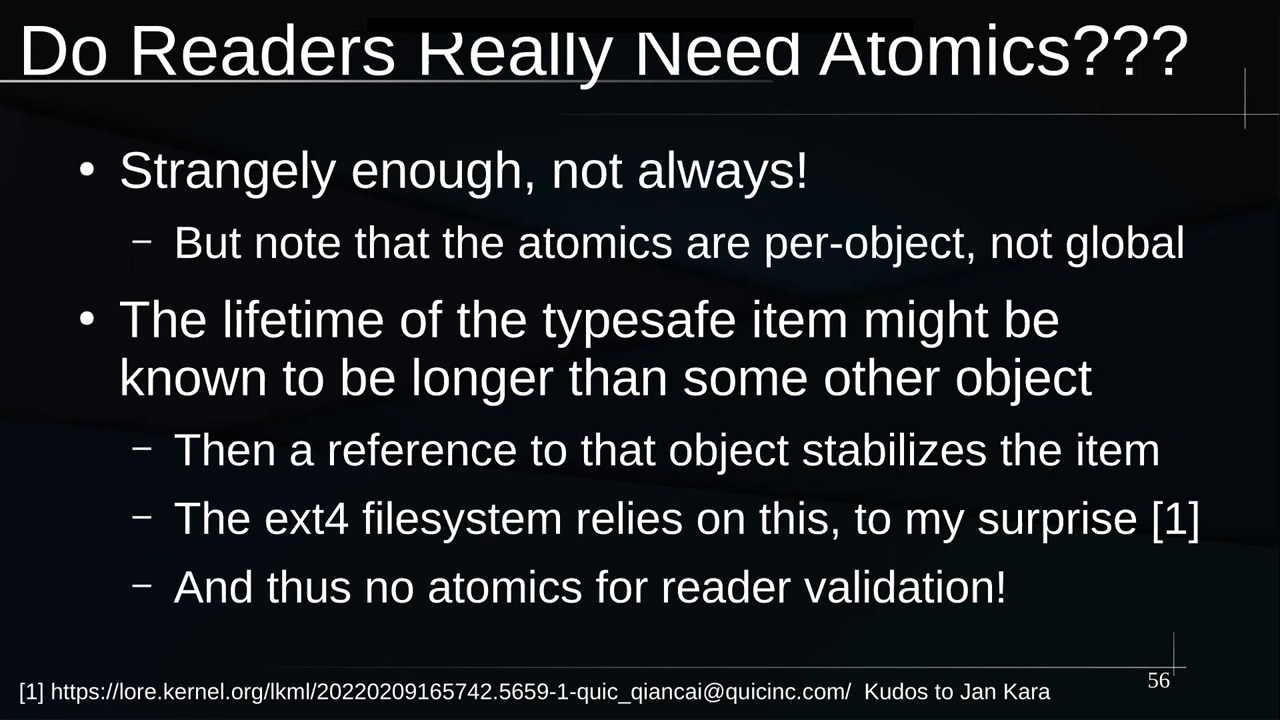 Do Readers Really Need Atomics???
• Strangely enough, not always!
– But note that the atomics are per-object, not global
• The lifetime of the typesafe item might be
known to be longer than some other object
– Then a reference to that object stabilizes the item
– The ext4 filesystem relies on this, to my surprise [1]
– And thus no atomics for reader validation!
[1] https://lore.kernel.org/lkml/20220209165742.5659-1-quic_qiancai@quicinc.com/ Kudos to Jan Kara
56